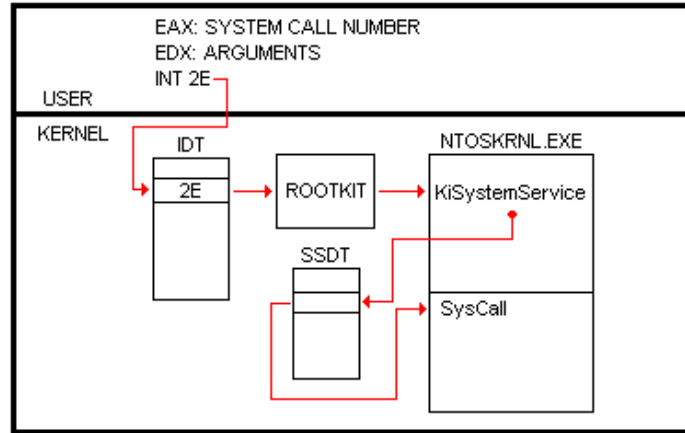 EAX: SYSTEM CALL NUMBER
EDX: ARGUMENTS
INT 2E
USER
KERNEL
IDT
NTOSKRNL.EXE
2E
ROOTKIT
KiSystemService
SSDT
SysCall